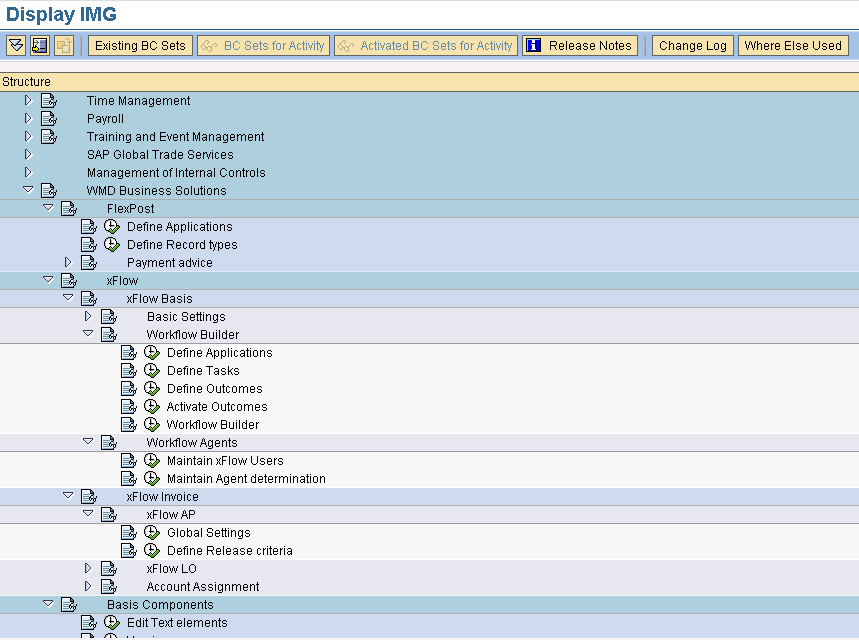 Display IMG
Existing BC Sets BC Sets for Activity Activated BC Sets for Activity Release Notes Change Log Where Else Used
Structure
Time Management
Payroll
Training and Event Management
SAP Global Trade Services
Management of Internal Controls
WMD Business Solutions
FlexPost
Define Applications
Define Record types
Payment advice
xFlow
xFlow Basis
Basic Settings
Workflow Builder
Define Applications
Define Tasks
Define Outcomes
Activate Outcomes
Workflow Builder
Workflow Agents
Maintain xFlow Users
Maintain Agent determination
xFlow Invoice
xFlow AP
Global Settings
Define Release criteria
xFlow LO
Account Assignment
Basis Components
Edit Text elements